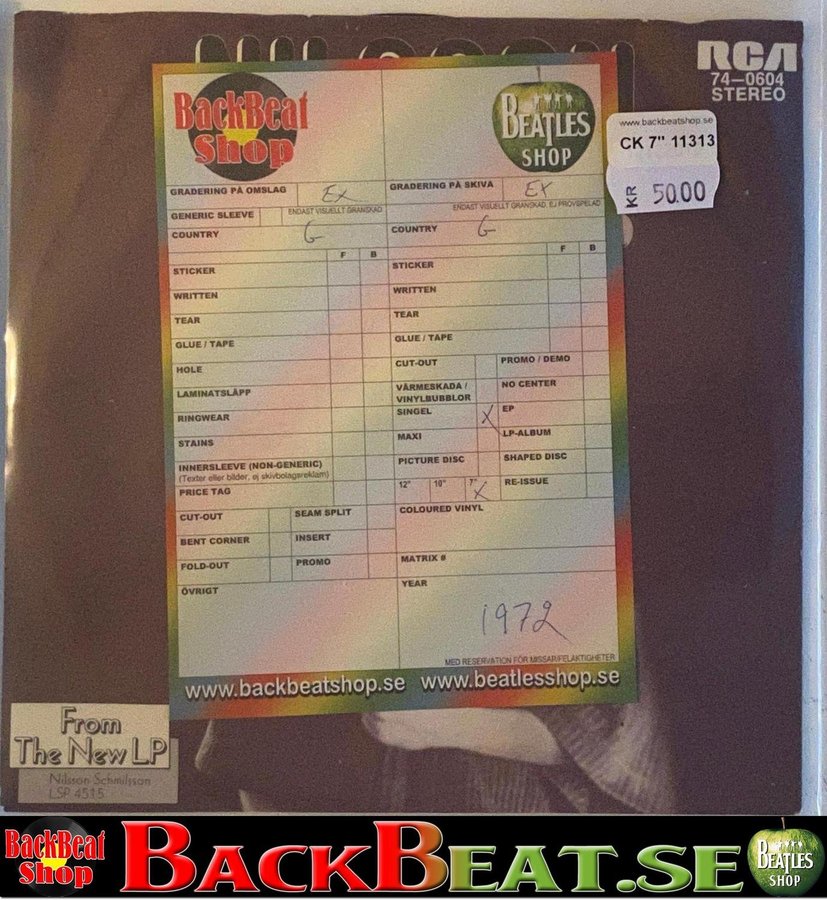 NILSSON
RCA
74-0604
STEREO
BackBeat
Shop
BEATLES
SHOP
www.backbeatshop.se
CK 7" 11313
KR 50.00
GRADERING PÅ OMSLAG EX
ENDAST VISUELLT GRANSKAD
GENERIC SLEEVE
COUNTRY G
F B
STICKER
WRITTEN
TEAR
GLUE / TAPE
HOLE
LAMINATSLÄPP
RINGWEAR
STAINS
INNERSLEEVE (NON-GENERIC)
(Texter eller bilder, ej skivbolagsreklam)
PRICE TAG
CUT-OUT SEAM SPLIT
BENT CORNER INSERT
FOLD-OUT PROMO
ÖVRIGT
GRADERING PÅ SKIVA EX
ENDAST VISUELLT GRANSKAD, EJ PROVSPELAD
COUNTRY G
F B
STICKER
WRITTEN
TEAR
GLUE / TAPE
CUT-OUT PROMO / DEMO
VÄRMESKADA / NO CENTER
VINYLBUBBLOR
SINGEL X EP
MAXI LP-ALBUM
PICTURE DISC SHAPED DISC
12" 10" 7" X RE-ISSUE
COLOURED VINYL
MATRIX #
YEAR
1972
MED RESERVATION FÖR MISSAR/FELAKTIGHETER
www.backbeatshop.se www.beatlesshop.se
From
The New LP
Nilsson Schmilsson
LSP 4515
BackBeat
Shop
BACKBEAT.SE
BEATLES
SHOP